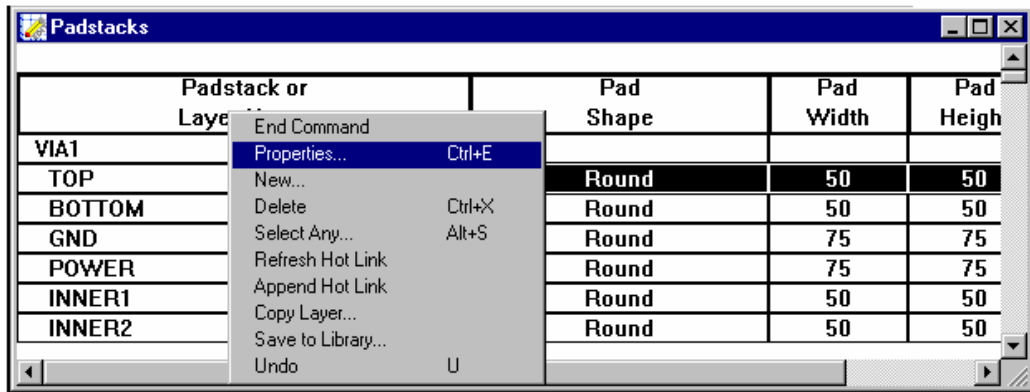 Padstacks
Padstack or Pad Pad Pad
Shape Width
VIA1
TOP Round 50 50
BOTTOM Round 50 50
GND Round 75 75
POWER Round 75 75
INNER1 Round 50 50
INNER2 Round 50 50
End Command
Properties... Ctrl+E
New...
Delete Ctrl+X
Select Any... Alt+S
Refresh Hot Link
Append Hot Link
Copy Layer...
Save to Library...
Undo U